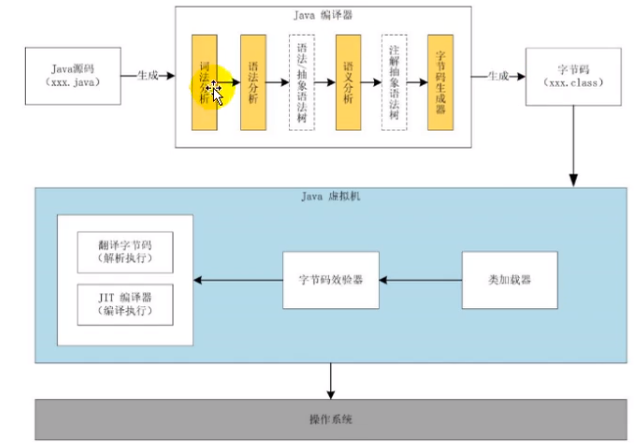 Java 编译器
Java源码
（xxx.java）
生成
词法分析
语法分析
语法/抽象语法树
语义分析
注解抽象语法树
字节码生成器
生成
字节码
（xxx.class）
Java 虚拟机
翻译字节码
（解析执行）
JIT 编译器
（编译执行）
字节码效验器
类加载器
操作系统